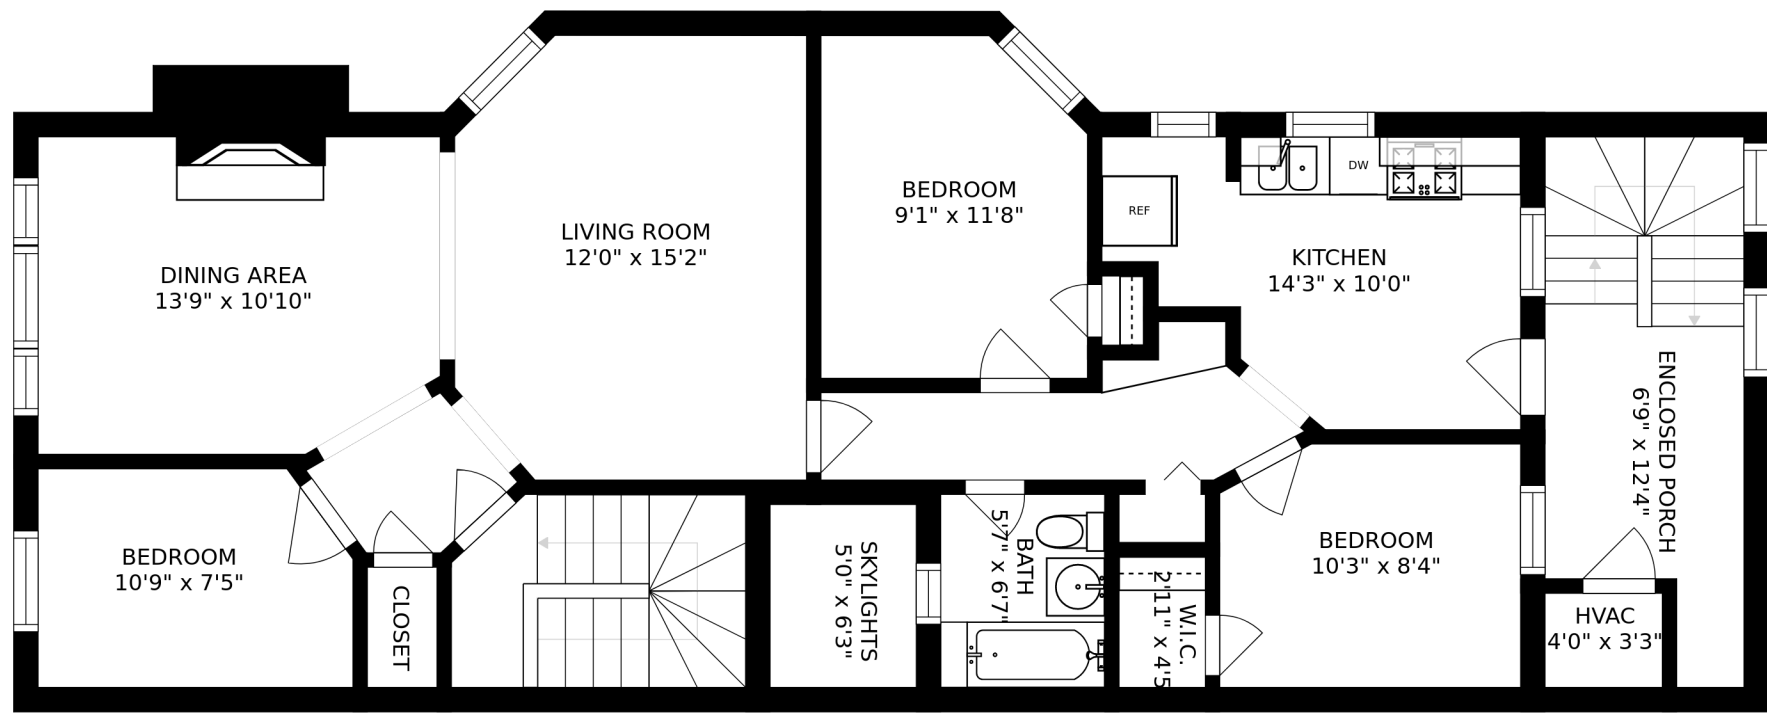 DINING AREA
13'9" x 10'10"
LIVING ROOM
12'0" x 15'2"
BEDROOM
9'1" x 11'8"
REF
DW
KITCHEN
14'3" x 10'0"
ENCLOSED PORCH
6'9" x 12'4"
BEDROOM
10'9" x 7'5"
CLOSET
SKYLIGHTS
5'0" x 6'3"
BATH
5'7" x 6'7"
W.I.C.
2'11" x 4'5
BEDROOM
10'3" x 8'4"
HVAC
4'0" x 3'3"